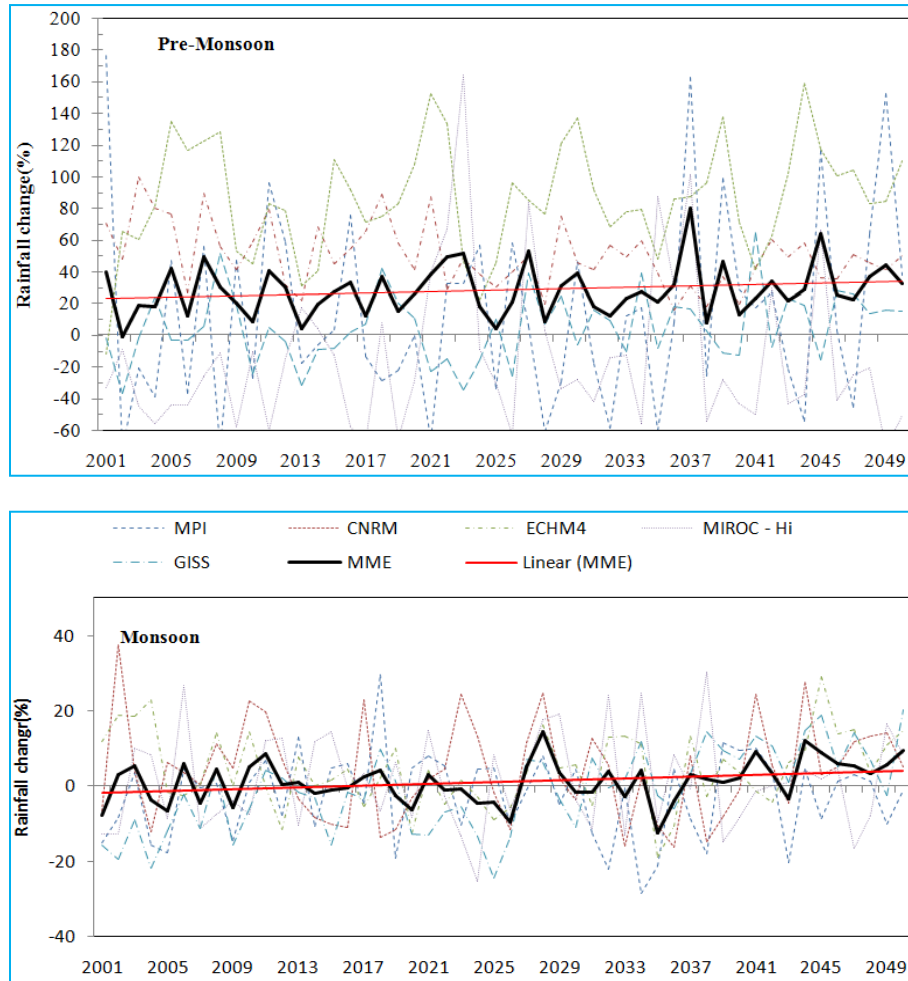 200
180
Pre-Monsoon
160
140
120
100
80
60
40
20
0
-20
-40
-60
Rainfall change(%)
2001 2005 2009 2013 2017 2021 2025 2029 2033 2037 2041 2045 2049
MPI CNRM ECHM4 MIROC - Hi
GISS MME Linear (MME)
Monsoon
40
20
0
-20
-40
Rainfall changr(%)
2001 2005 2009 2013 2017 2021 2025 2029 2033 2037 2041 2045 2049